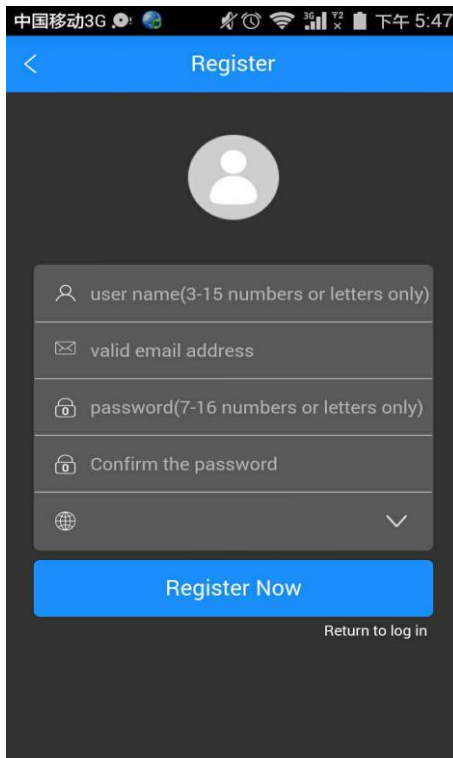 中国移动3G 3G 下午 5:47
Register
user name(3-15 numbers or letters only)
valid email address
password(7-16 numbers or letters only)
Confirm the password
Register Now
Return to log in